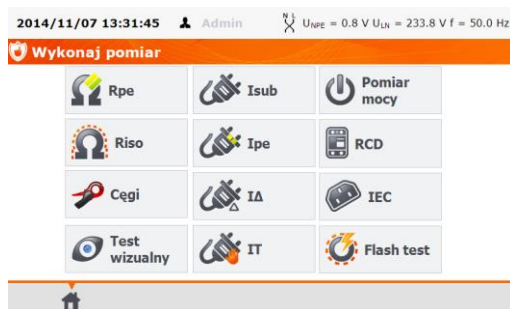 2014/11/07 13:31:45 Admin N L UNPE = 0.8 V ULN = 233.8 V f = 50.0 Hz
Wykonaj pomiar
Rpe
Isub
Pomiar
mocy
Riso
Ipe
RCD
Cęgi
IΔ
IEC
Test
wizualny
IT
Flash test